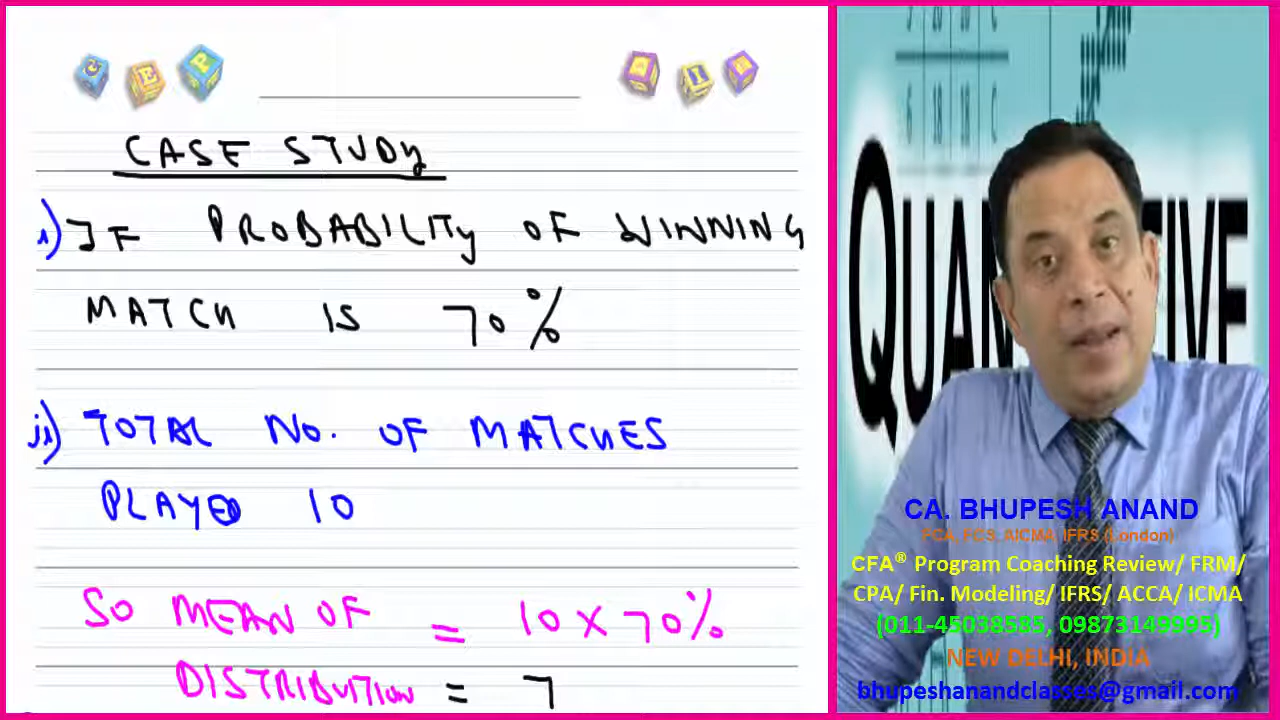 CASE STUDY
i) IF PROBABILITY OF WINNING
MATCH IS 70%
ii) TOTAL NO. OF MATCHES
PLAYED 10
SO MEAN OF = 10 X 70%
DISTRIBUTION = 7
QUANTITATIVE
CA. BHUPESH ANAND
FCA, FCS, AICMA, IFRS (London)
CFA® Program Coaching Review/ FRM/
CPA/ Fin. Modeling/ IFRS/ ACCA/ ICMA
(011-45038585, 09873149995)
NEW DELHI, INDIA
bhupeshanandclasses@gmail.com